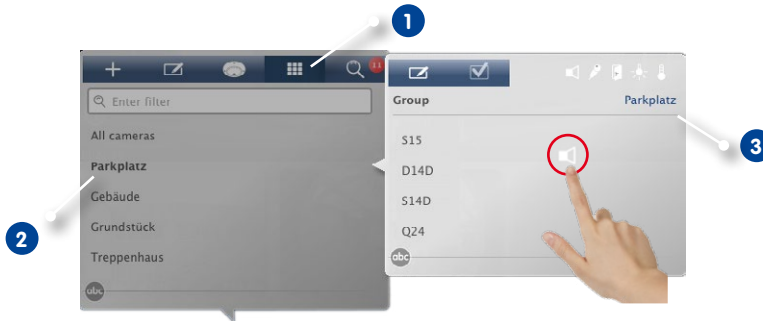 1
11
Enter filter
All cameras
Parkplatz
Gebäude
Grundstück
Treppenhaus
abc
2
Group Parkplatz
S15
D14D
S14D
Q24
abc
3